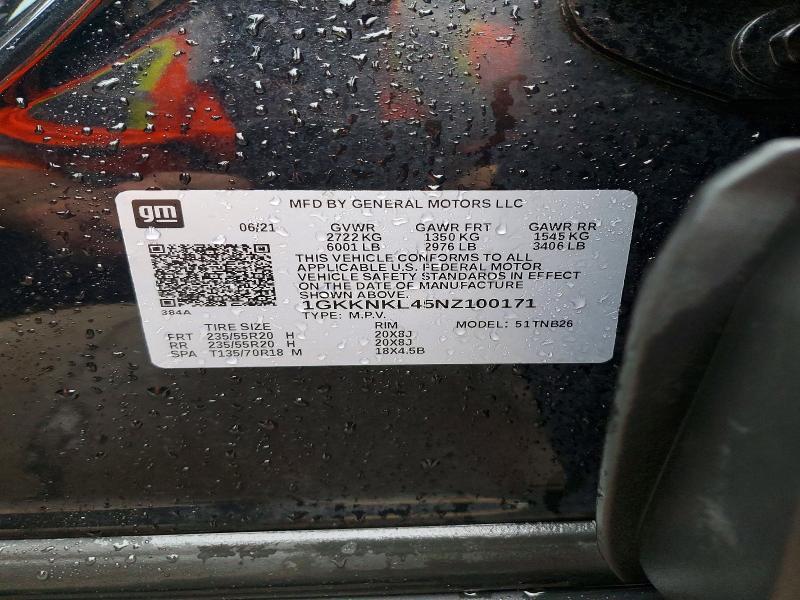 gm
MFD BY GENERAL MOTORS LLC
06/21 GVWR GAWR FRT GAWR RR
2722 KG 1350 KG 1545 KG
6001 LB 2976 LB 3406 LB
THIS VEHICLE CONFORMS TO ALL
APPLICABLE U.S. FEDERAL MOTOR
VEHICLE SAFETY STANDARDS IN EFFECT
ON THE DATE OF MANUFACTURE
SHOWN ABOVE.
384A
1GKKNKL45NZ100171
TYPE: M.P.V. MODEL: 51TNB26
TIRE SIZE RIM
FRT 235/55R20 H 20X8J
RR 235/55R20 H 20X8J
SPA T135/70R18 M 18X4.5B